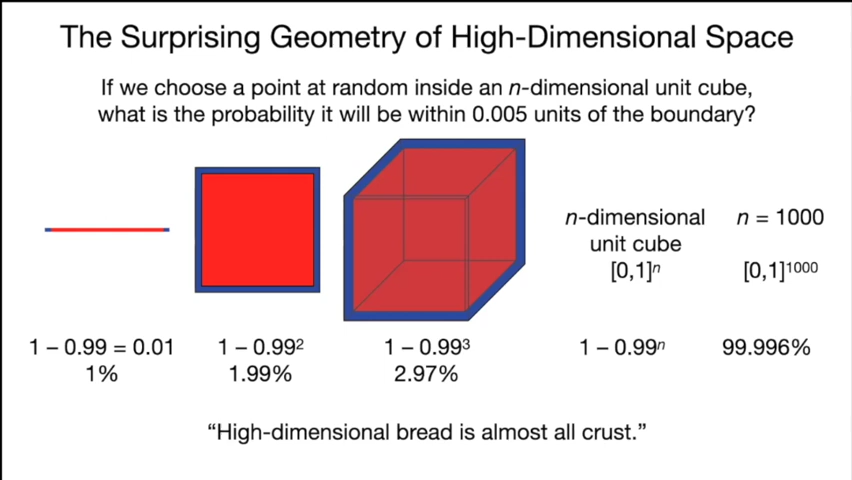 The Surprising Geometry of High-Dimensional Space
If we choose a point at random inside an n-dimensional unit cube,
what is the probability it will be within 0.005 units of the boundary?
n-dimensional
unit cube
[0,1]ⁿ
n = 1000
[0,1]¹⁰⁰⁰
1 – 0.99 = 0.01
1%
1 – 0.99²
1.99%
1 – 0.99³
2.97%
1 – 0.99ⁿ
99.996%
“High-dimensional bread is almost all crust.”